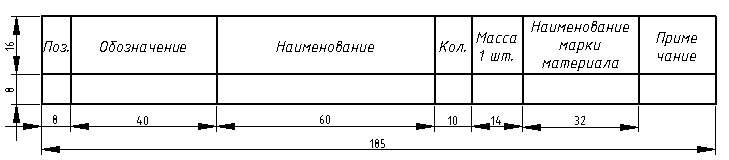 16
Поз.
Обозначение
Наименование
Кол.
Масса
1 шт.
Наименование
марки
материала
Приме
чание
8
8
40
60
10
14
32
185